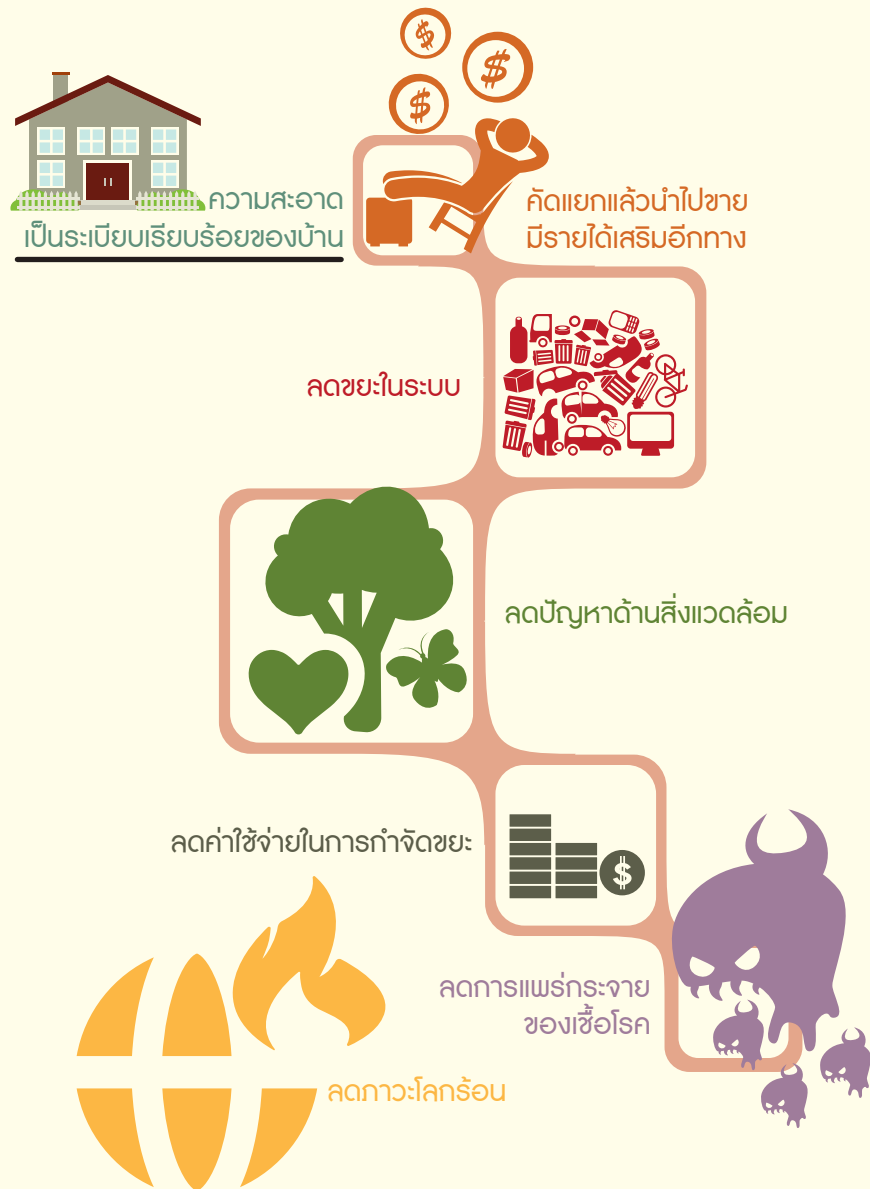 ความสะอาด
เป็นระเบียบเรียบร้อยของบ้าน
คัดแยกแล้วนำไปขาย
มีรายได้เสริมอีกทาง
ลดขยะในระบบ
ลดปัญหาด้านสิ่งแวดล้อม
ลดค่าใช้จ่ายในการกำจัดขยะ
ลดการแพร่กระจาย
ของเชื้อโรค
ลดภาวะโลกร้อน